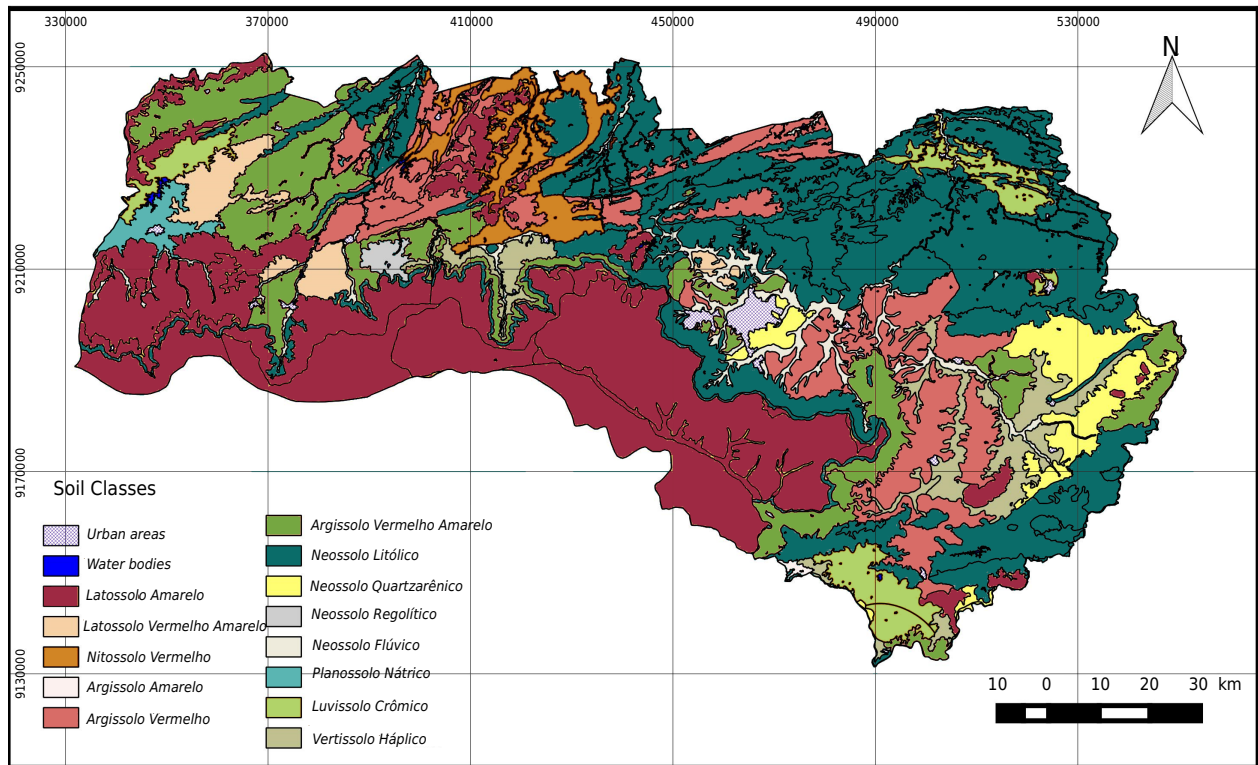 330000 370000 410000 450000 490000 530000
9250000
N
9210000
9170000
9130000
Soil Classes
Urban areas
Water bodies
Latossolo Amarelo
Latossolo Vermelho Amarelo
Nitossolo Vermelho
Argissolo Amarelo
Argissolo Vermelho
Argissolo Vermelho Amarelo
Neossolo Litólico
Neossolo Quartzarênico
Neossolo Regolítico
Neossolo Flúvico
Planossolo Nátrico
Luvissolo Crômico
Vertissolo Háplico
10 0 10 20 30 km